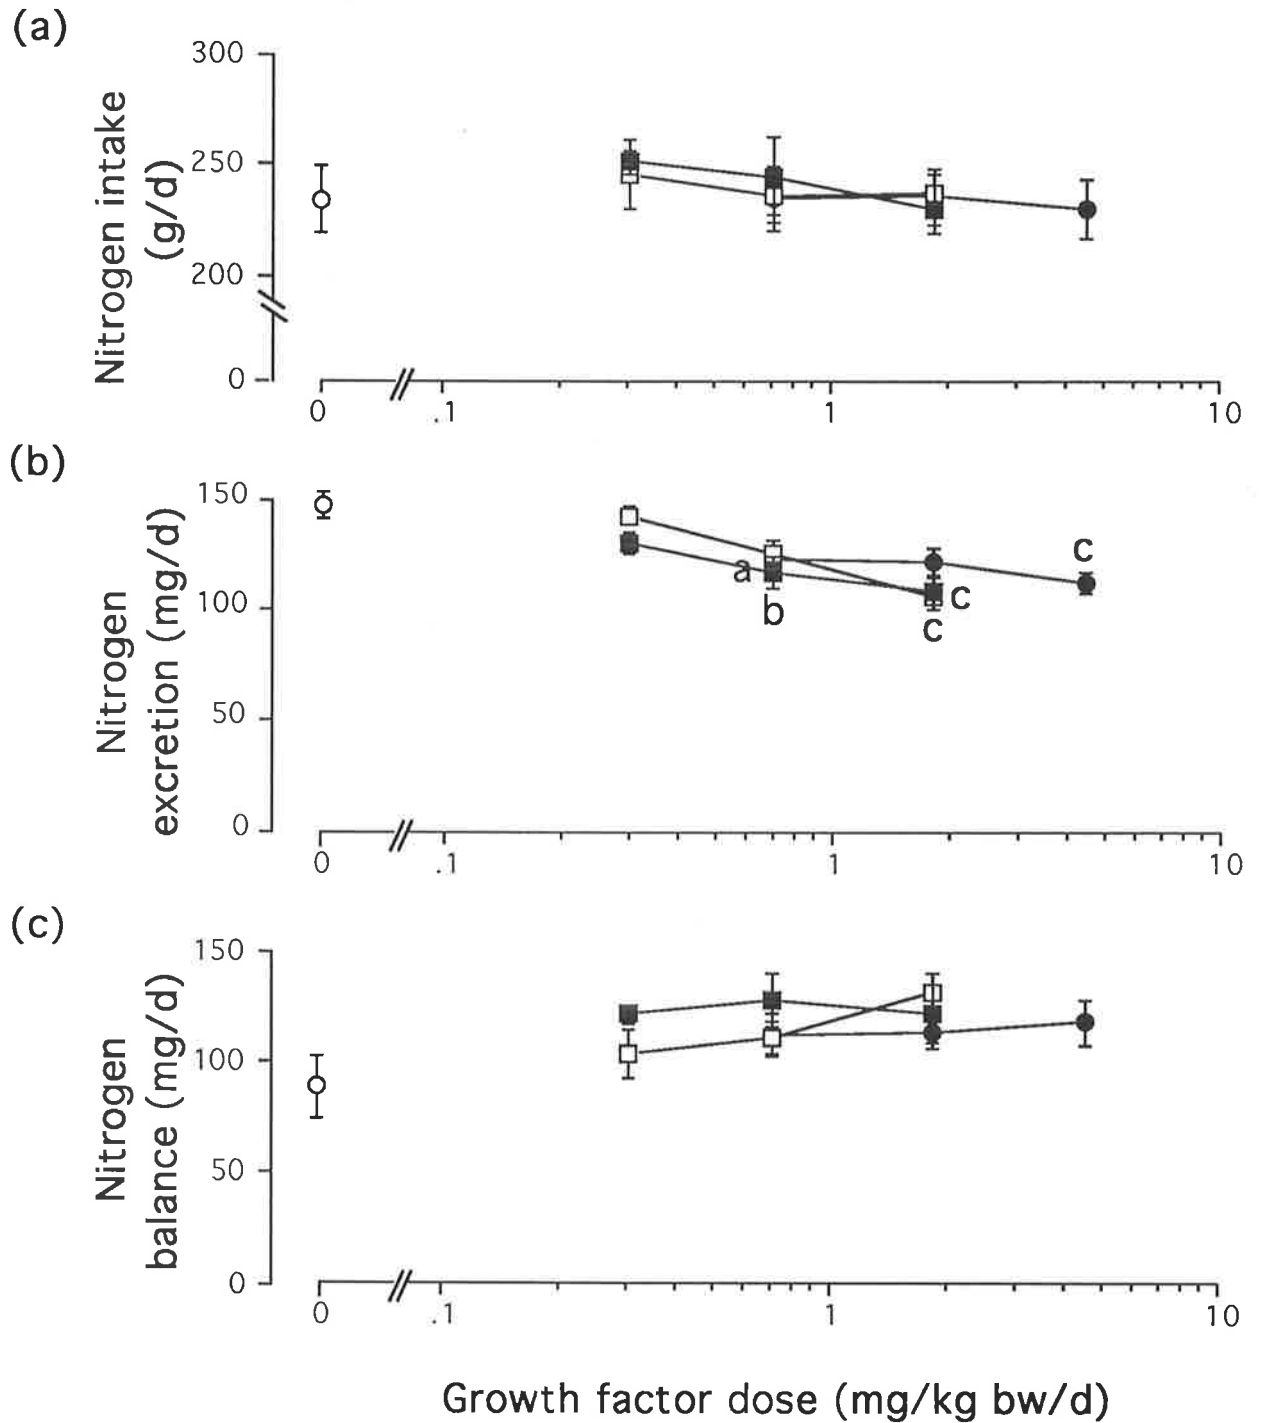 (a)
300
250
200
0
Nitrogen intake
(g/d)
0 .1 1 10
(b)
150
100
50
0
Nitrogen
excretion (mg/d)
a
b
c
c
c
0 .1 1 10
(c)
150
100
50
0
Nitrogen
balance (mg/d)
0 .1 1 10
Growth factor dose (mg/kg bw/d)